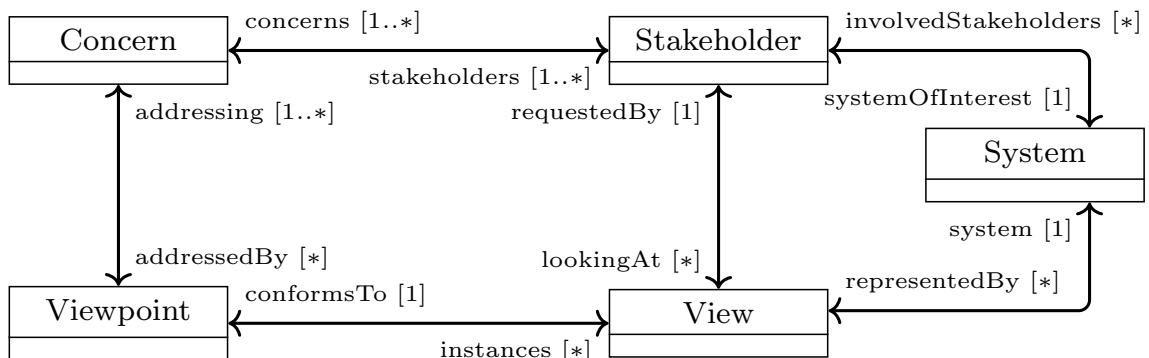 concerns [1..∗]
involvedStakeholders [∗]
Concern
Stakeholder
stakeholders [1..∗]
addressing [1..∗]
requestedBy [1]
systemOfInterest [1]
System
system [1]
addressedBy [∗]
lookingAt [∗]
representedBy [∗]
conformsTo [1]
Viewpoint
View
instances [∗]